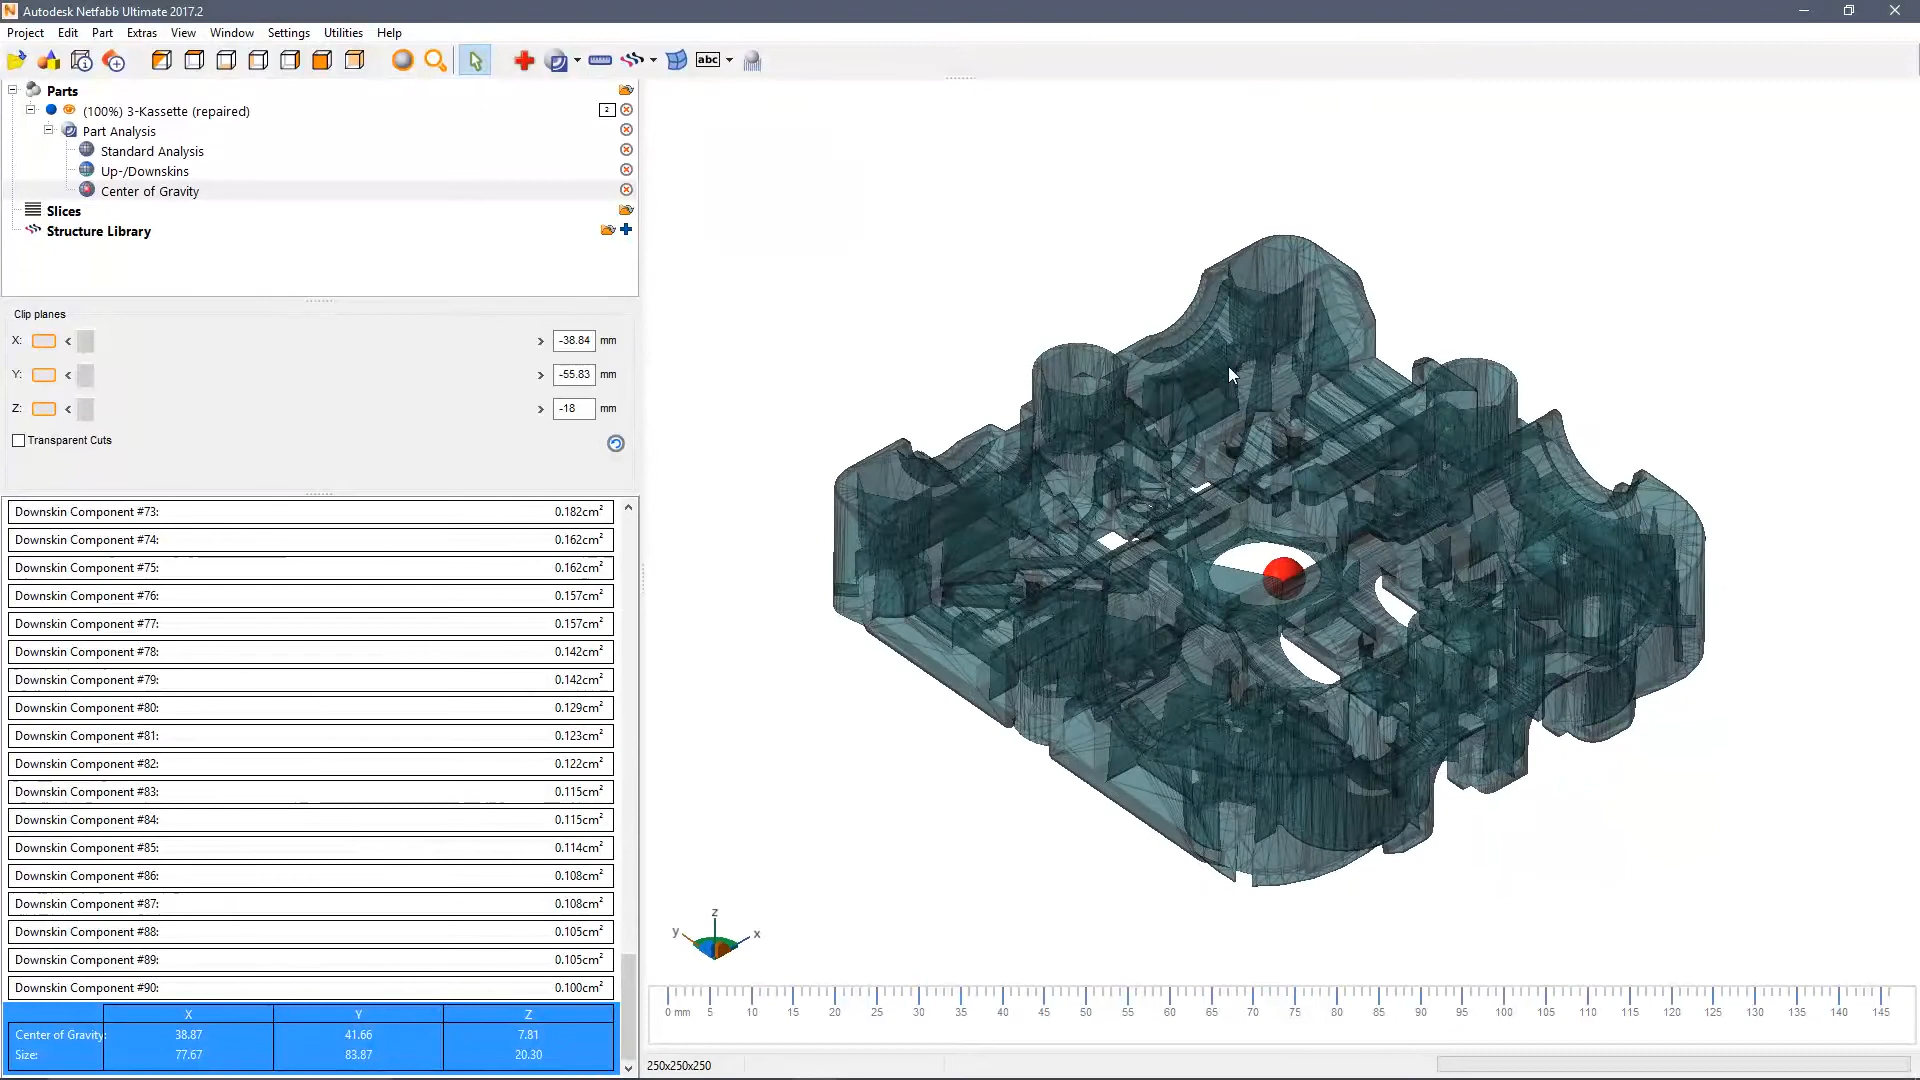 Autodesk Netfabb Ultimate 2017.2
Project Edit Part Extras View Window Settings Utilities Help
abc
Parts
(100%) 3-Kassette (repaired) 2
Part Analysis
Standard Analysis
Up-/Downskins
Center of Gravity
Slices
Structure Library
Clip planes
X: < > -38.84 mm
Y: < > -55.83 mm
Z: < > -18 mm
Transparent Cuts
Downskin Component #73: 0.182cm²
Downskin Component #74: 0.162cm²
Downskin Component #75: 0.162cm²
Downskin Component #76: 0.157cm²
Downskin Component #77: 0.157cm²
Downskin Component #78: 0.142cm²
Downskin Component #79: 0.142cm²
Downskin Component #80: 0.129cm²
Downskin Component #81: 0.123cm²
Downskin Component #82: 0.122cm²
Downskin Component #83: 0.115cm²
Downskin Component #84: 0.115cm²
Downskin Component #85: 0.114cm²
Downskin Component #86: 0.108cm²
Downskin Component #87: 0.108cm²
Downskin Component #88: 0.105cm²
Downskin Component #89: 0.105cm²
Downskin Component #90: 0.100cm²
X Y Z
Center of Gravity: 38.87 41.66 7.81
Size: 77.67 83.87 20.30
z
y x
0 mm 5 10 15 20 25 30 35 40 45 50 55 60 65 70 75 80 85 90 95 100 105 110 115 120 125 130 135 140 145
250x250x250